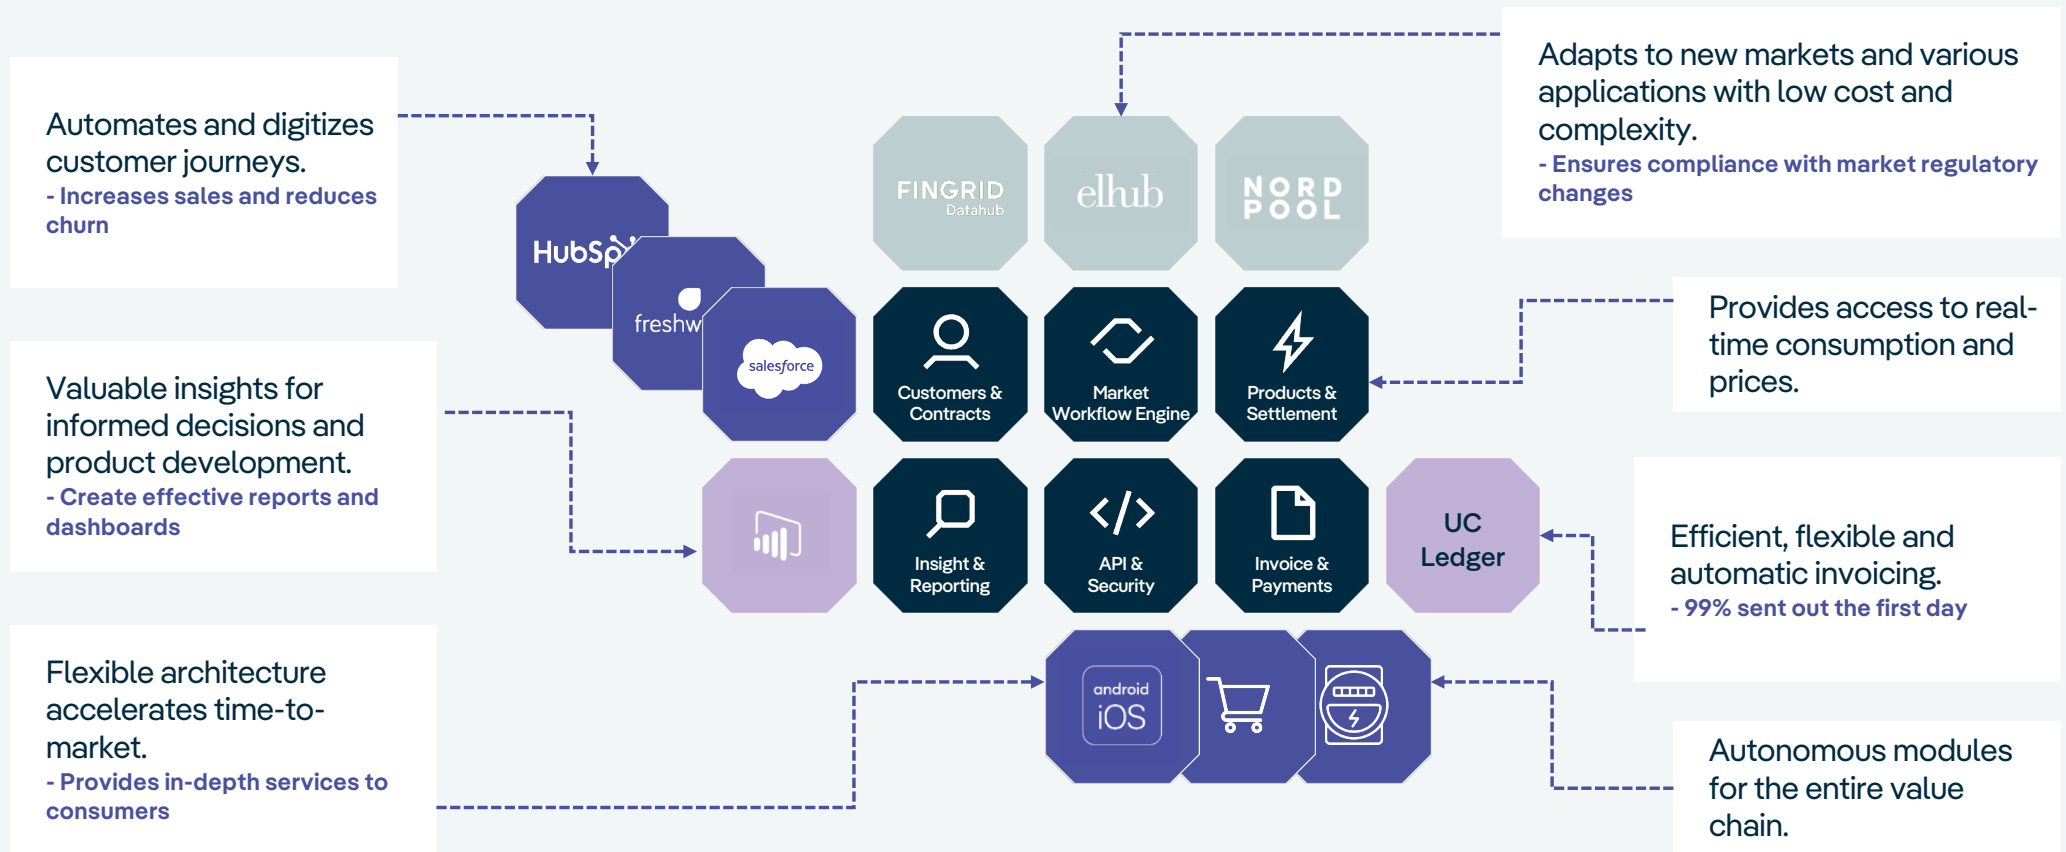 Automates and digitizes
customer journeys.
- Increases sales and reduces
churn
Valuable insights for
informed decisions and
product development.
- Create effective reports and
dashboards
Flexible architecture
accelerates time-to-
market.
- Provides in-depth services to
consumers
HubSp
freshw
salesforce
FINGRID
Datahub
elhub
NORD
POOL
Customers &
Contracts
Market
Workflow Engine
Products &
Settlement
Insight &
Reporting
</>
API &
Security
Invoice &
Payments
UC
Ledger
android
iOS
Adapts to new markets and various
applications with low cost and
complexity.
- Ensures compliance with market regulatory
changes
Provides access to real-
time consumption and
prices.
Efficient, flexible and
automatic invoicing.
- 99% sent out the first day
Autonomous modules
for the entire value
chain.